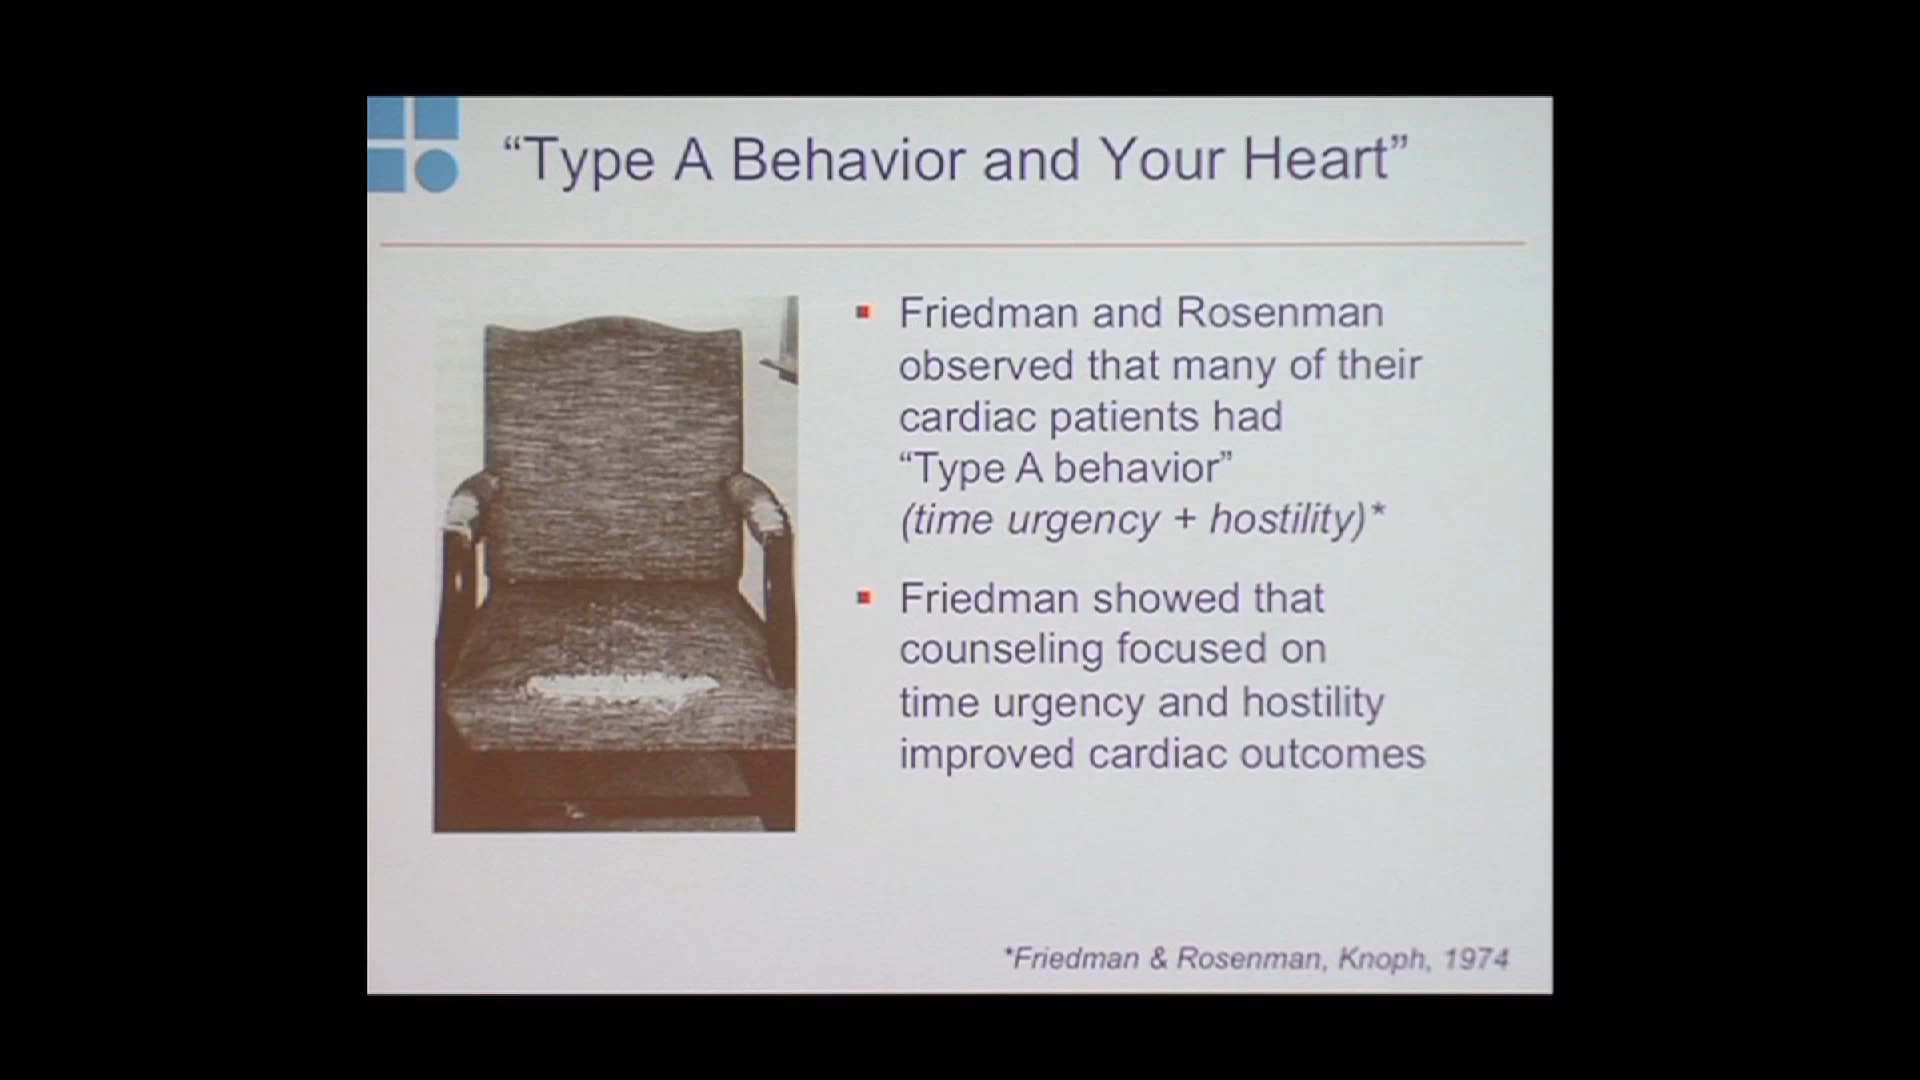 “Type A Behavior and Your Heart”
Friedman and Rosenman
observed that many of their
cardiac patients had
“Type A behavior”
(time urgency + hostility)*
Friedman showed that
counseling focused on
time urgency and hostility
improved cardiac outcomes
*Friedman & Rosenman, Knoph, 1974